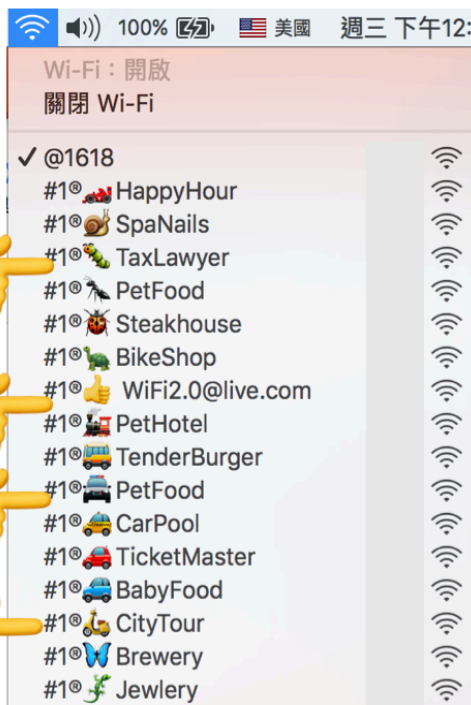 100% 美國 週三 下午12:
Wi-Fi：開啟
關閉 Wi-Fi
✓ @1618
#1®🏎️HappyHour
#1®🐌SpaNails
#1®🐛TaxLawyer
#1®🐜PetFood
#1®🐞Steakhouse
#1®🐢BikeShop
#1®👍 WiFi2.0@live.com
#1®🚂PetHotel
#1®🚌TenderBurger
#1®🚔PetFood
#1®🚕CarPool
#1®🚗TicketMaster
#1®🚙BabyFood
#1®🛵CityTour
#1®🦋Brewery
#1®🦎Jewlery